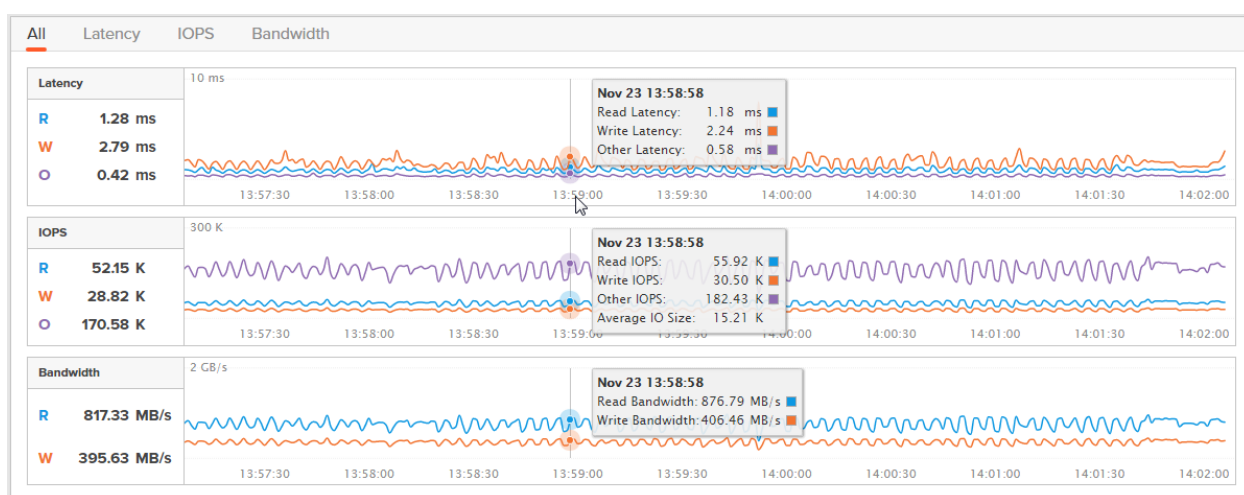 All Latency IOPS Bandwidth
Latency
R 1.28 ms
W 2.79 ms
O 0.42 ms
10 ms
Nov 23 13:58:58
Read Latency: 1.18 ms
Write Latency: 2.24 ms
Other Latency: 0.58 ms
13:57:30 13:58:00 13:58:30 13:59:00 13:59:30 14:00:00 14:00:30 14:01:00 14:01:30 14:02:00
IOPS
R 52.15 K
W 28.82 K
O 170.58 K
300 K
Nov 23 13:58:58
Read IOPS: 55.92 K
Write IOPS: 30.50 K
Other IOPS: 182.43 K
Average IO Size: 15.21 K
13:57:30 13:58:00 13:58:30 13:59:00 13:59:30 14:00:00 14:00:30 14:01:00 14:01:30 14:02:00
Bandwidth
R 817.33 MB/s
W 395.63 MB/s
2 GB/s
Nov 23 13:58:58
Read Bandwidth: 876.79 MB/s
Write Bandwidth: 406.46 MB/s
13:57:30 13:58:00 13:58:30 13:59:00 13:59:30 14:00:00 14:00:30 14:01:00 14:01:30 14:02:00